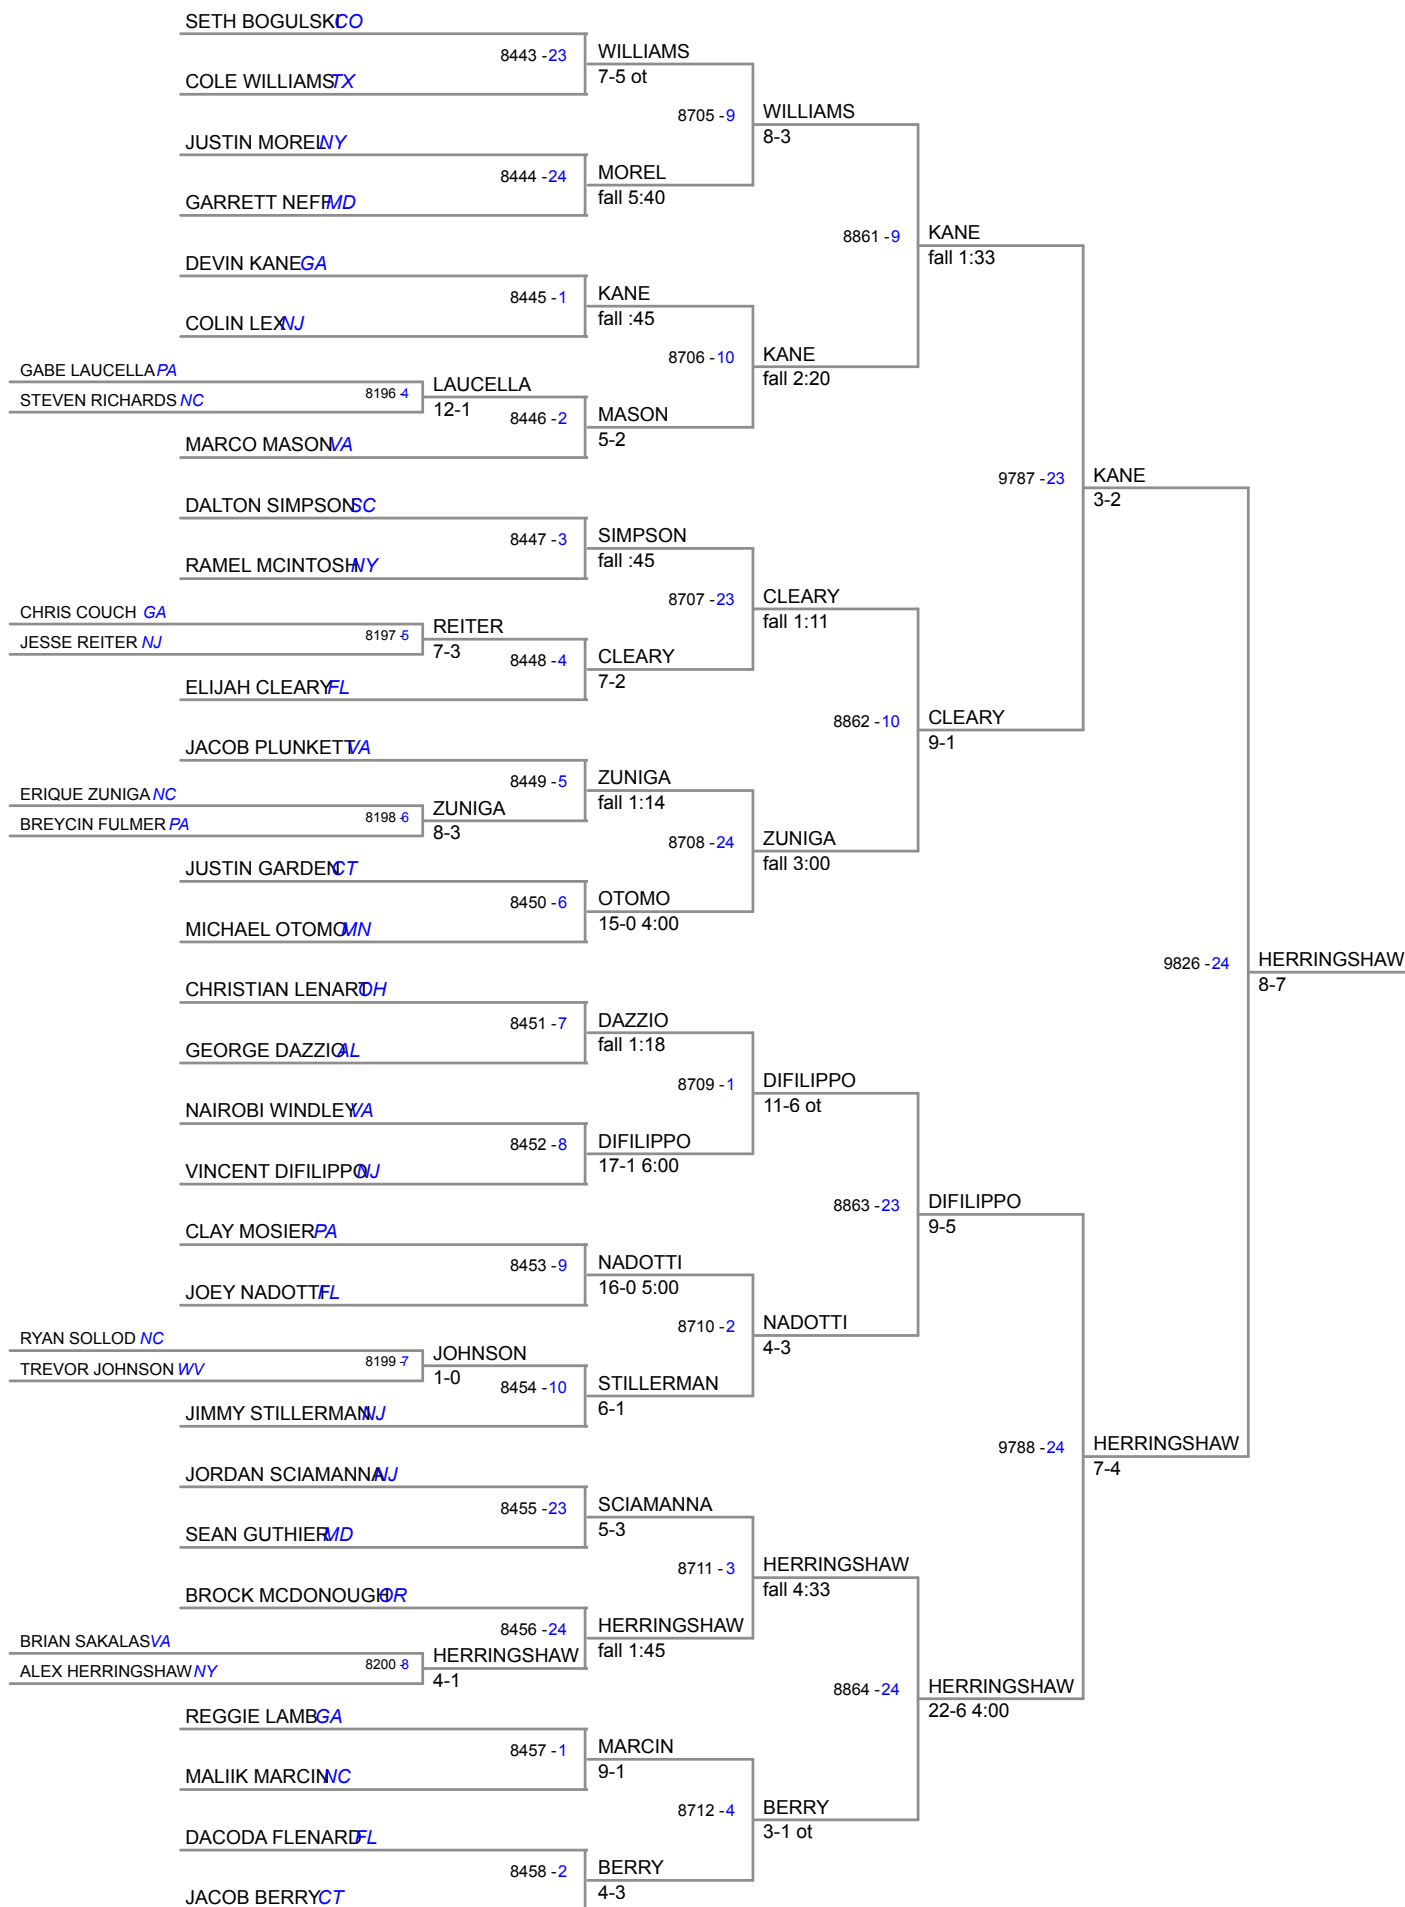 SETH BOGULSKI CO
8443 -23 WILLIAMS
7-5 ot
COLE WILLIAMS TX
8705 -9 WILLIAMS
8-3
JUSTIN MOREL NY
8444 -24 MOREL
fall 5:40
GARRETT NEFF MD
8861 -9 KANE
fall 1:33
DEVIN KANE GA
8445 -1 KANE
fall :45
COLIN LEX NJ
8706 -10 KANE
fall 2:20
GABE LAUCELLA PA
8196 -4 LAUCELLA
12-1
STEVEN RICHARDS NC
8446 -2 MASON
5-2
MARCO MASON VA
9787 -23 KANE
3-2
DALTON SIMPSON SC
8447 -3 SIMPSON
fall :45
RAMEL MCINTOSH NY
8707 -23 CLEARY
fall 1:11
CHRIS COUCH GA
8197 -5 REITER
7-3
JESSE REITER NJ
8448 -4 CLEARY
7-2
ELIJAH CLEARY FL
8862 -10 CLEARY
9-1
JACOB PLUNKETT VA
8449 -5 ZUNIGA
fall 1:14
ERIQUE ZUNIGA NC
8198 -6 ZUNIGA
8-3
BREYCIN FULMER PA
8708 -24 ZUNIGA
fall 3:00
JUSTIN GARDEN CT
8450 -6 OTOMO
15-0 4:00
MICHAEL OTOMO MN
9826 -24 HERRINGSHAW
8-7
CHRISTIAN LENART OH
8451 -7 DAZZIO
fall 1:18
GEORGE DAZZIO AL
8709 -1 DIFILIPPO
11-6 ot
NAIROBI WINDLEY VA
8452 -8 DIFILIPPO
17-1 6:00
VINCENT DIFILIPPO NJ
8863 -23 DIFILIPPO
9-5
CLAY MOSIER PA
8453 -9 NADOTTI
16-0 5:00
JOEY NADOTTI FL
8710 -2 NADOTTI
4-3
RYAN SOLLOD NC
8199 -7 JOHNSON
1-0
TREVOR JOHNSON WV
8454 -10 STILLERMAN
6-1
JIMMY STILLERMAN NJ
9788 -24 HERRINGSHAW
7-4
JORDAN SCIAMANNA NJ
8455 -23 SCIAMANNA
5-3
SEAN GUTHIER MD
8711 -3 HERRINGSHAW
fall 4:33
BROCK MCDONOUGH OR
8456 -24 HERRINGSHAW
fall 1:45
BRIAN SAKALAS VA
8200 -8 HERRINGSHAW
4-1
ALEX HERRINGSHAW NY
8864 -24 HERRINGSHAW
22-6 4:00
REGGIE LAMB GA
8457 -1 MARCIN
9-1
MALIIK MARCIN NC
8712 -4 BERRY
3-1 ot
DACODA FLENARD FL
8458 -2 BERRY
4-3
JACOB BERRY CT